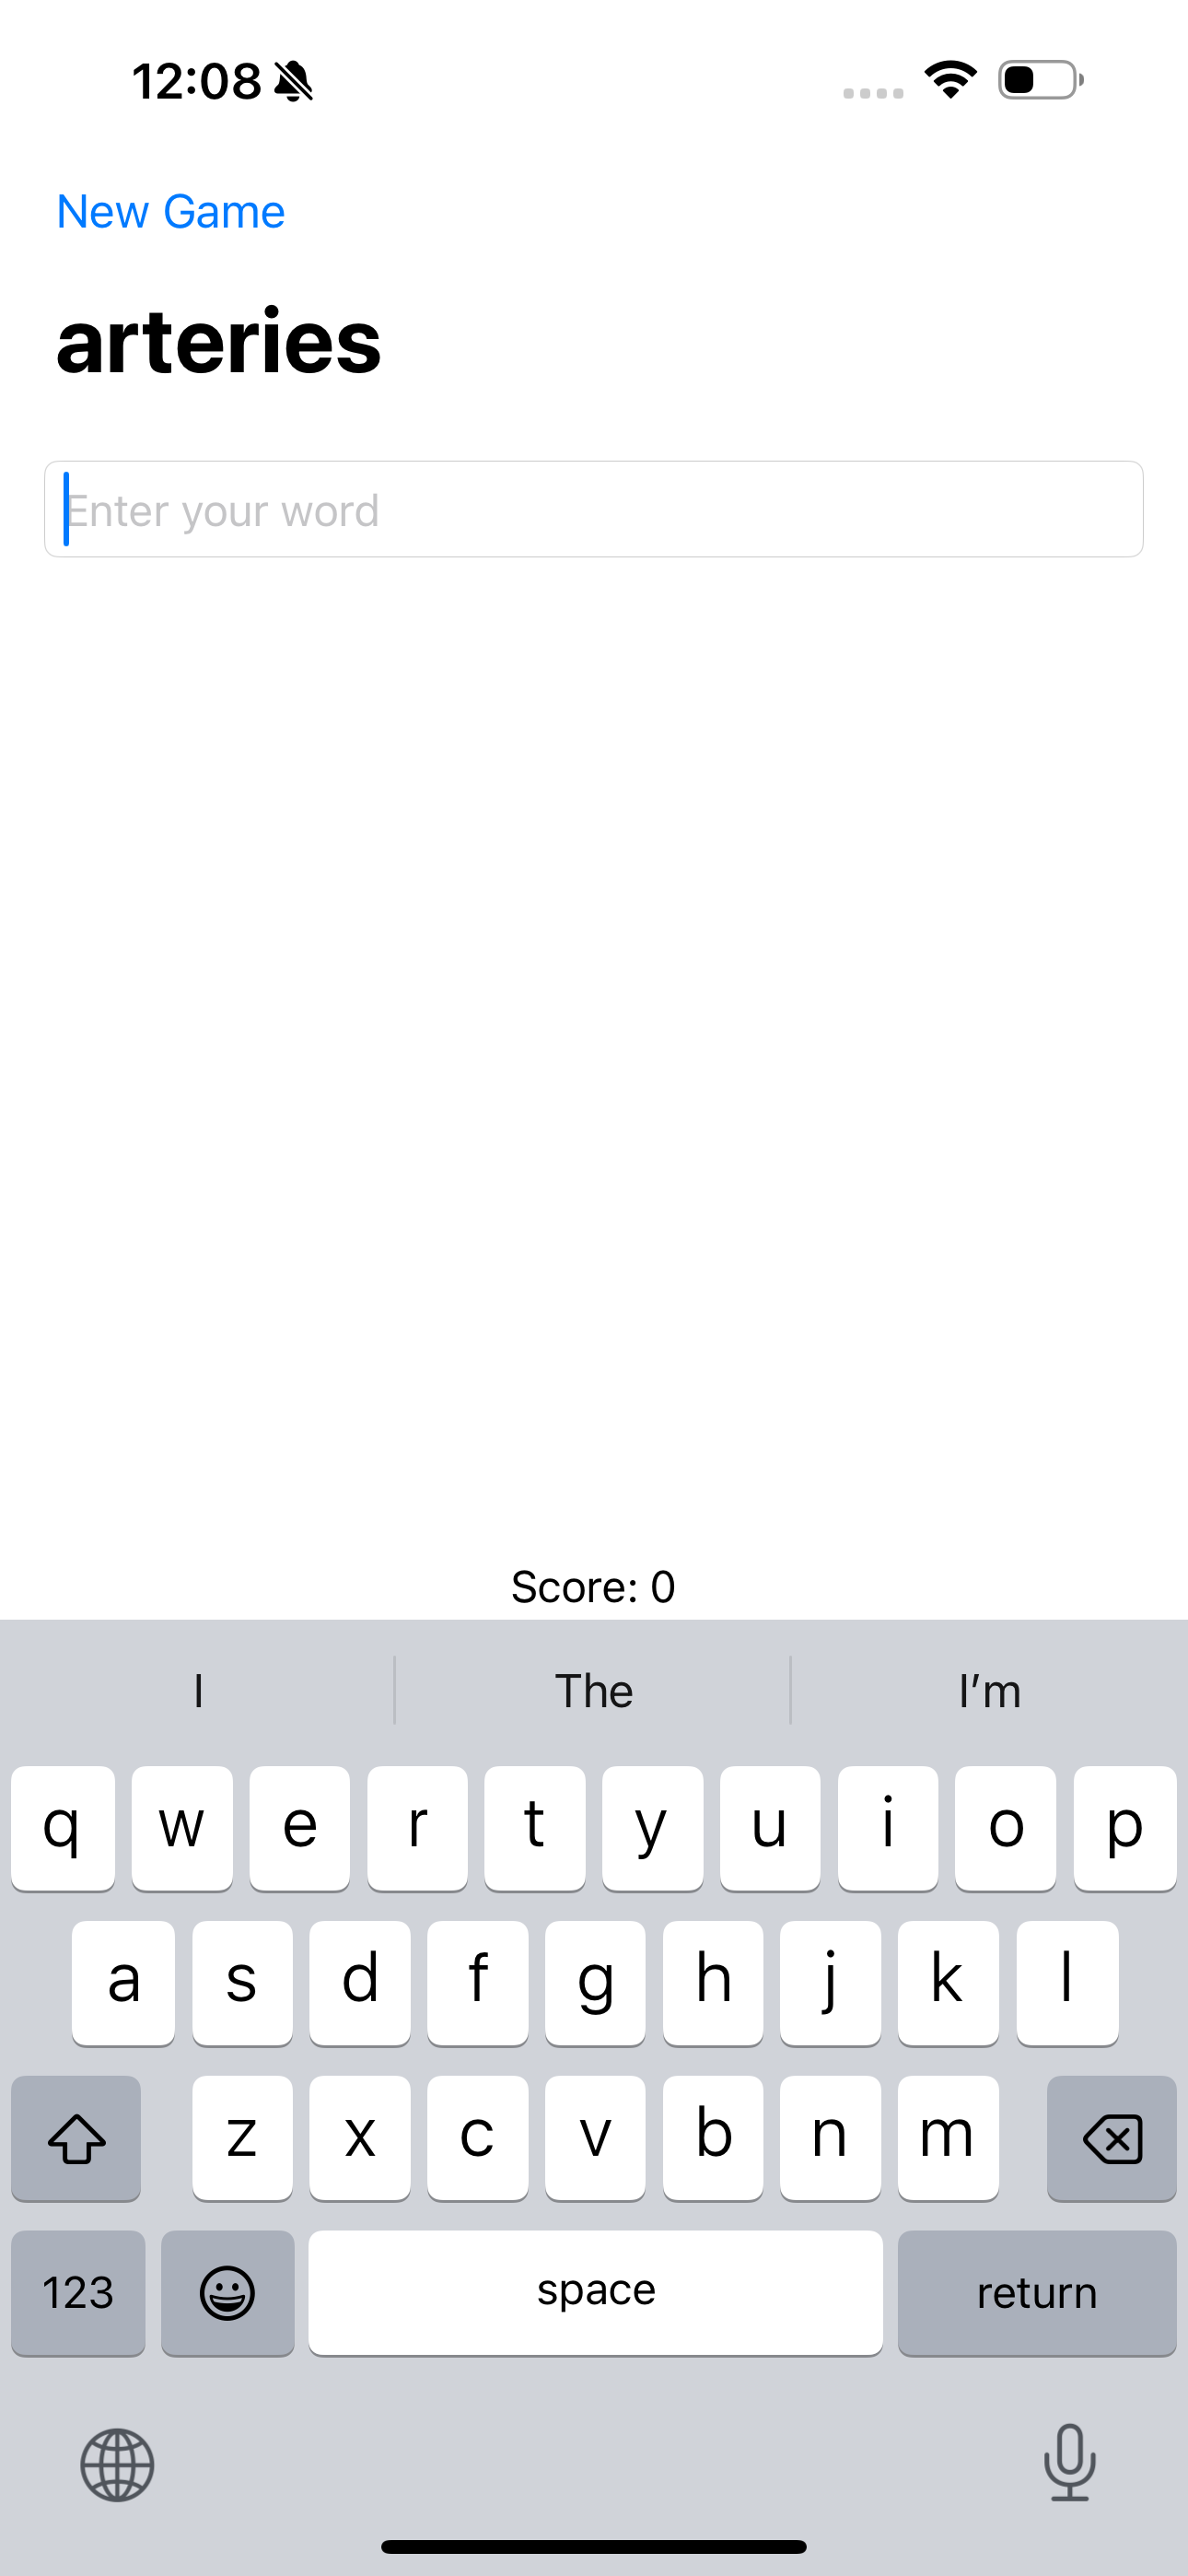 12:08
New Game
arteries
Enter your word
Score: 0
I The I’m
q w e r t y u i o p
a s d f g h j k l
z x c v b n m
123 space return